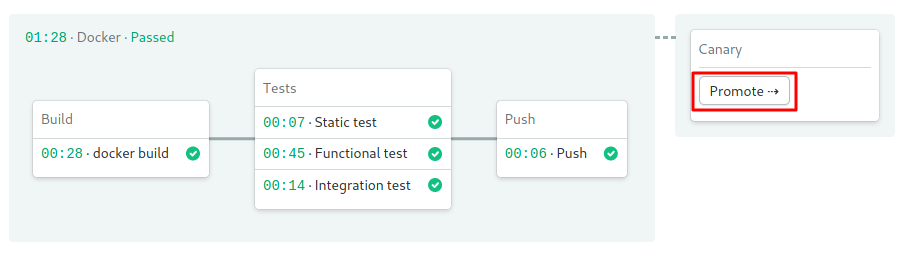 01:28 · Docker · Passed
Build
00:28 · docker build
Tests
00:07 · Static test
00:45 · Functional test
00:14 · Integration test
Push
00:06 · Push
Canary
Promote ⇢